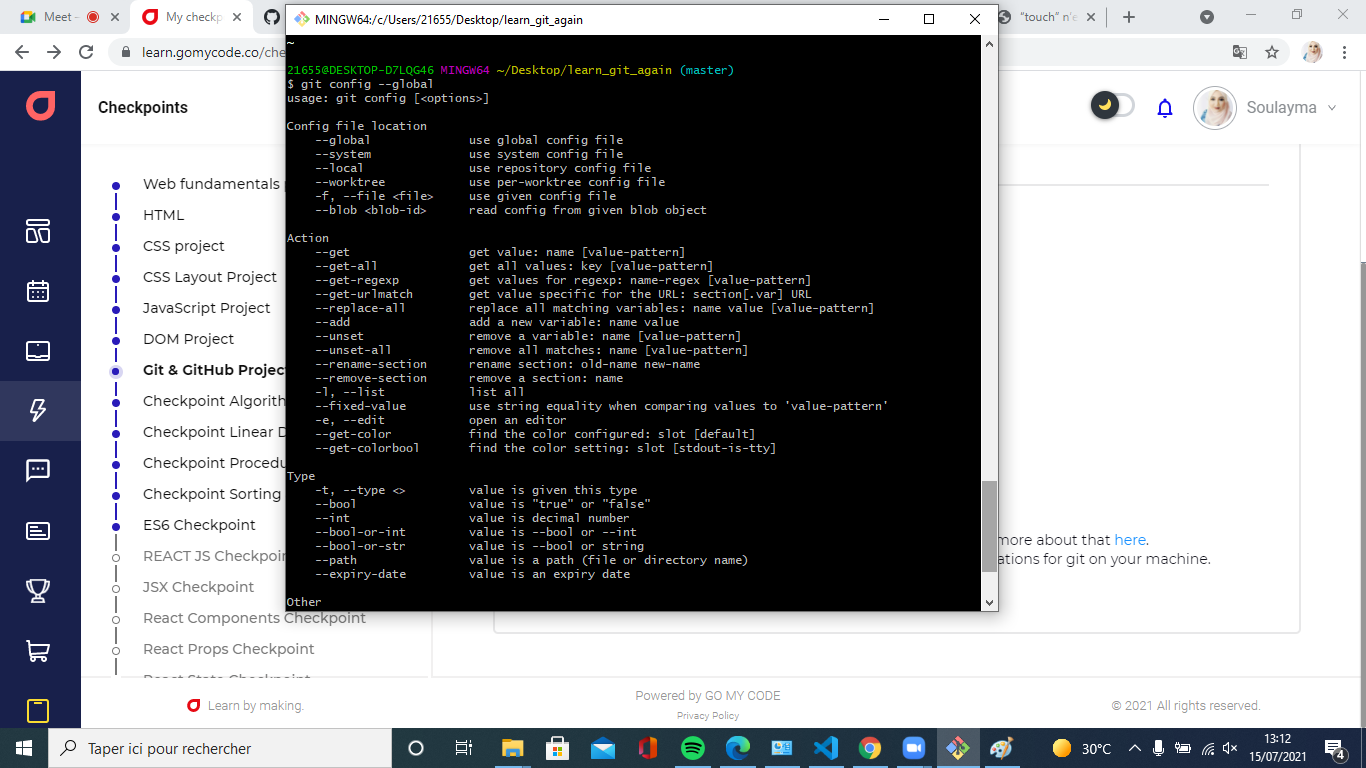 Meet -
My checkp
MINGW64:/c/Users/21655/Desktop/learn_git_again
“touch” n'e
learn.gomycode.co/che
Checkpoints
Soulayma
Web fundamentals
HTML
CSS project
CSS Layout Project
JavaScript Project
DOM Project
Git & GitHub Project
Checkpoint Algorith
Checkpoint Linear D
Checkpoint Procedu
Checkpoint Sorting
ES6 Checkpoint
REACT JS Checkpoin
JSX Checkpoint
React Components Checkpoint
React Props Checkpoint
React State Checkpoint
~
21655@DESKTOP-D7LQG46 MINGW64 ~/Desktop/learn_git_again (master)
$ git config --global
usage: git config [<options>]
Config file location
--global use global config file
--system use system config file
--local use repository config file
--worktree use per-worktree config file
-f, --file <file> use given config file
--blob <blob-id> read config from given blob object
Action
--get get value: name [value-pattern]
--get-all get all values: key [value-pattern]
--get-regexp get values for regexp: name-regex [value-pattern]
--get-urlmatch get value specific for the URL: section[.var] URL
--replace-all replace all matching variables: name value [value-pattern]
--add add a new variable: name value
--unset remove a variable: name [value-pattern]
--unset-all remove all matches: name [value-pattern]
--rename-section rename section: old-name new-name
--remove-section remove a section: name
-l, --list list all
--fixed-value use string equality when comparing values to 'value-pattern'
-e, --edit open an editor
--get-color find the color configured: slot [default]
--get-colorbool find the color setting: slot [stdout-is-tty]
Type
-t, --type <> value is given this type
--bool value is "true" or "false"
--int value is decimal number
--bool-or-int value is --bool or --int
--bool-or-str value is --bool or string
--path value is a path (file or directory name)
--expiry-date value is an expiry date
Other
more about that here.
ations for git on your machine.
Learn by making.
Powered by GO MY CODE
Privacy Policy
© 2021 All rights reserved.
Taper ici pour rechercher
30°C
13:12
15/07/2021
4